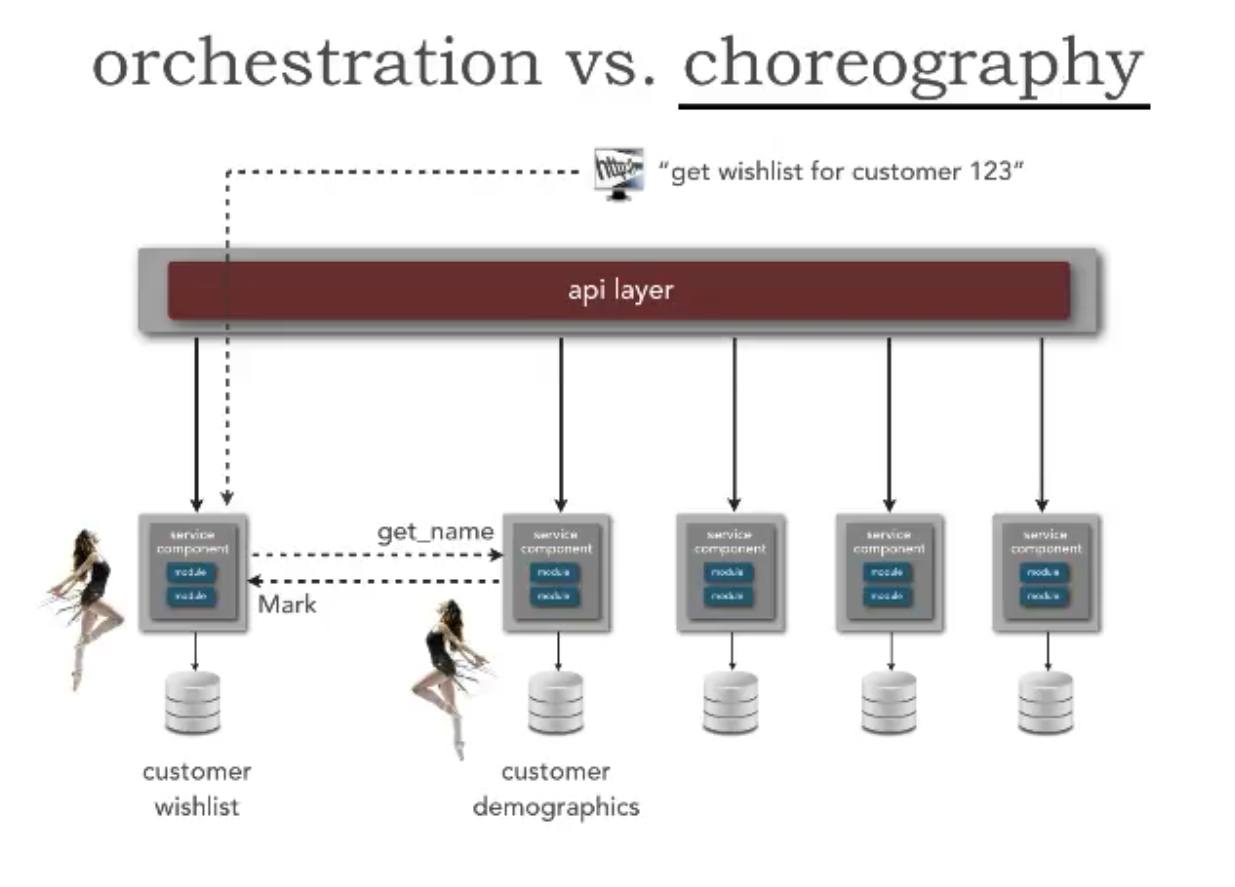 orchestration vs. choreography
http://
"get wishlist for customer 123"
api layer
get_name
Mark
service
component
module
module
service
component
module
module
service
component
module
module
service
component
module
module
service
component
module
module
customer
wishlist
customer
demographics